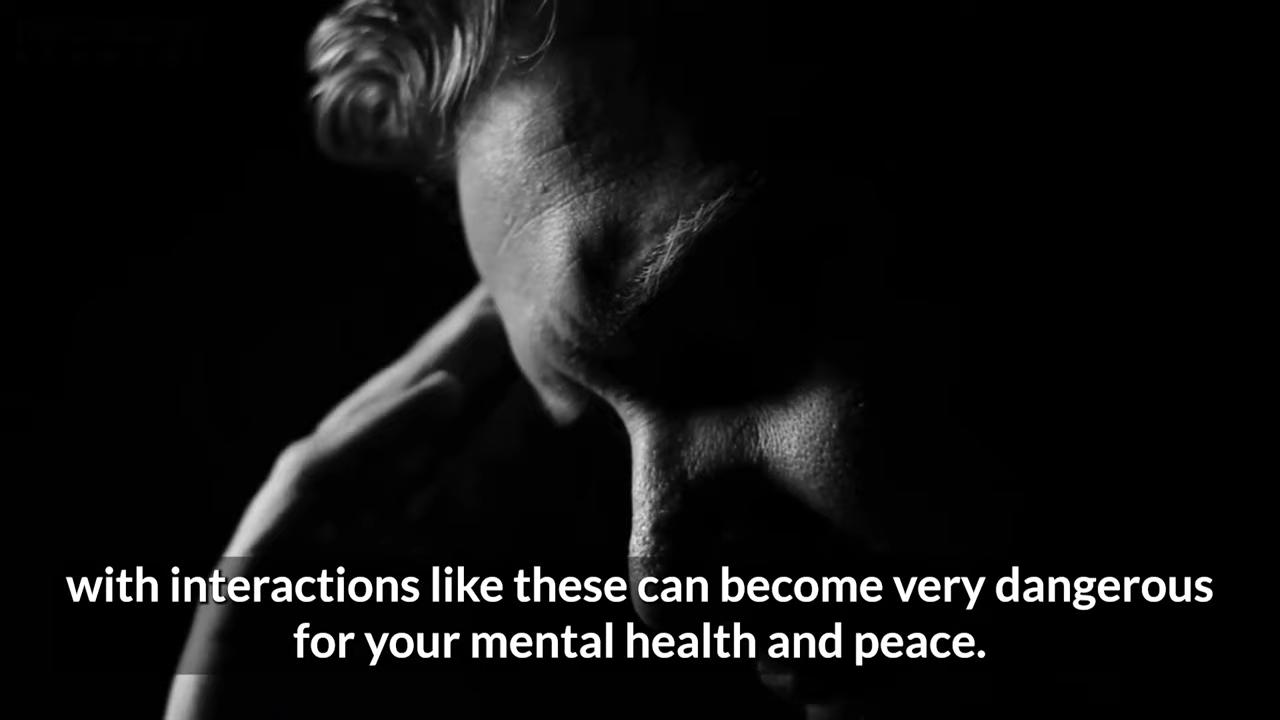 with interactions like these can become very dangerous
for your mental health and peace.